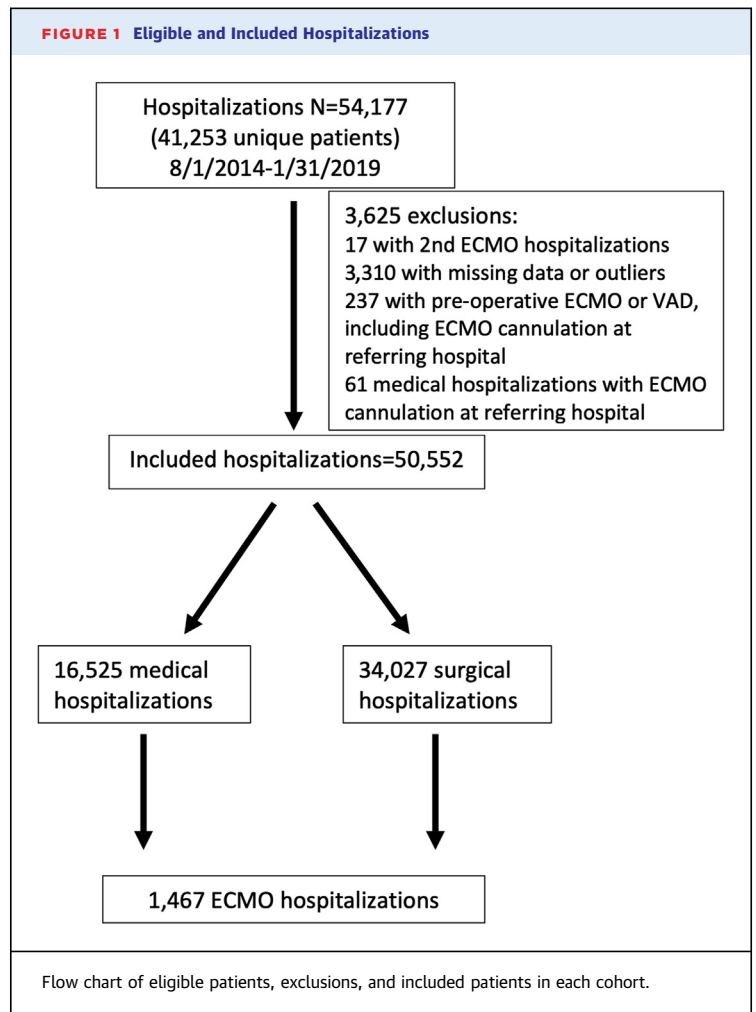 FIGURE 1 Eligible and Included Hospitalizations
Hospitalizations N=54,177
(41,253 unique patients)
8/1/2014-1/31/2019
3,625 exclusions:
17 with 2nd ECMO hospitalizations
3,310 with missing data or outliers
237 with pre-operative ECMO or VAD,
including ECMO cannulation at
referring hospital
61 medical hospitalizations with ECMO
cannulation at referring hospital
Included hospitalizations=50,552
16,525 medical
hospitalizations
34,027 surgical
hospitalizations
1,467 ECMO hospitalizations
Flow chart of eligible patients, exclusions, and included patients in each cohort.